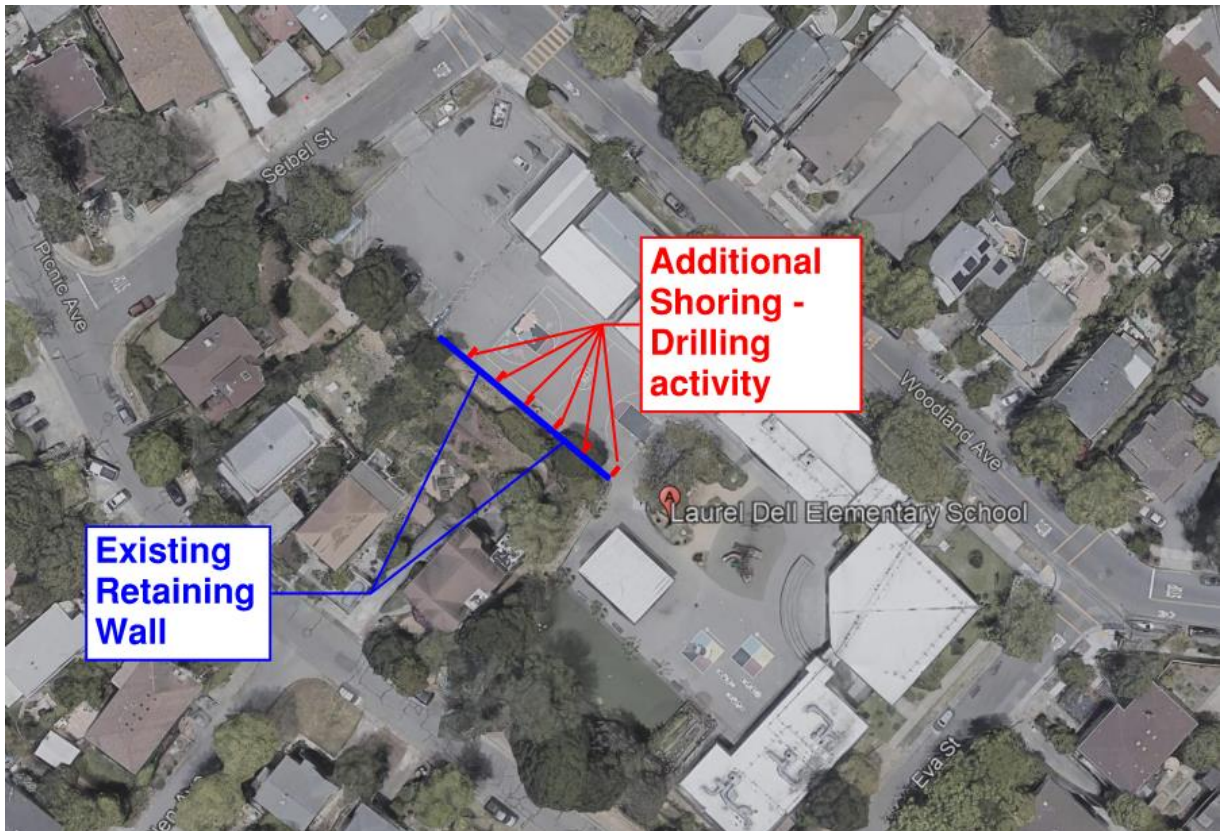 Seibel St
Picnic Ave
Additional
Shoring -
Drilling
activity
Woodland Ave
A
Laurel Dell Elementary School
Existing
Retaining
Wall
STOP
Eva St